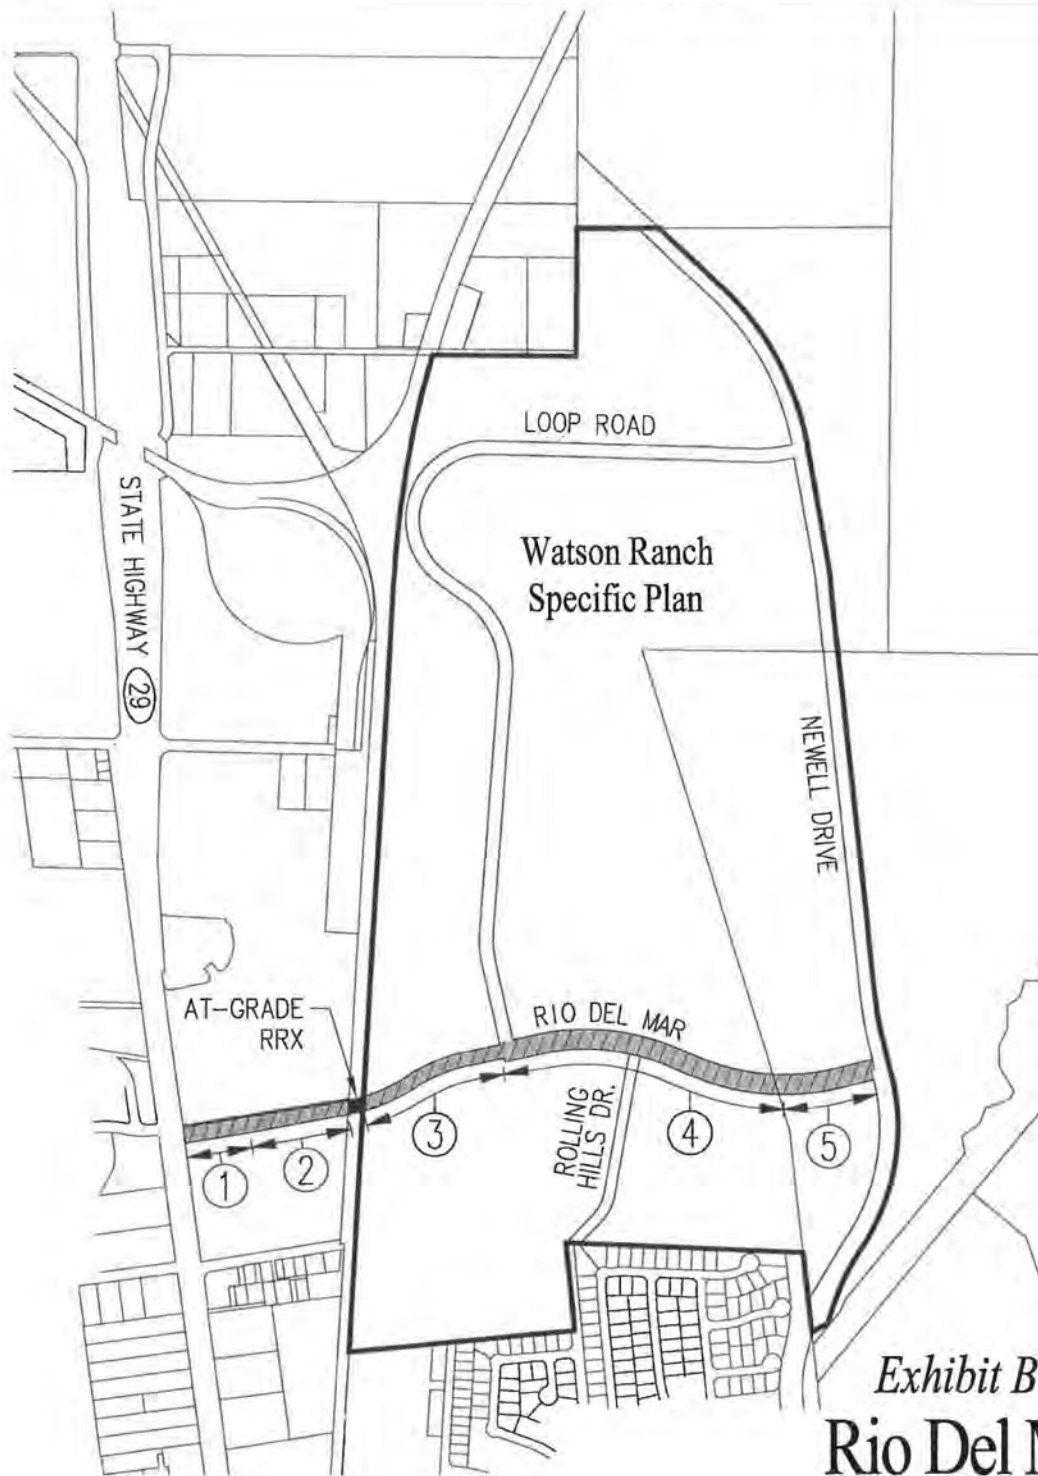 LOOP ROAD
Watson Ranch
Specific Plan
STATE HIGHWAY 29
NEWELL DRIVE
AT-GRADE
RRX
RIO DEL MAR
ROLLING
HILLS DR.
1
2
3
4
5
Exhibit B
Rio Del